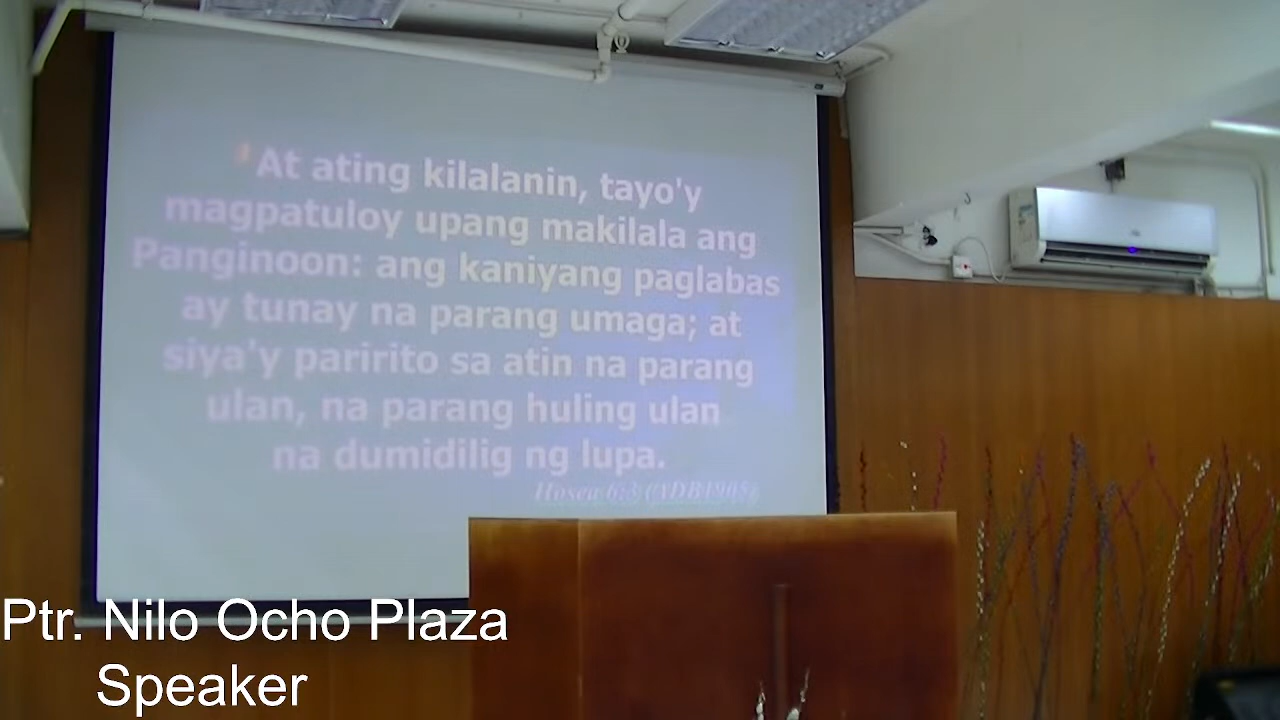 'At ating kilalanin, tayo'y
magpatuloy upang makilala ang
Panginoon: ang kaniyang paglabas
ay tunay na parang umaga; at
siya'y paririto sa atin na parang
ulan, na parang huling ulan
na dumidilig ng lupa.
Hosea 6:3 (ADB1905)
Ptr. Nilo Ocho Plaza
Speaker